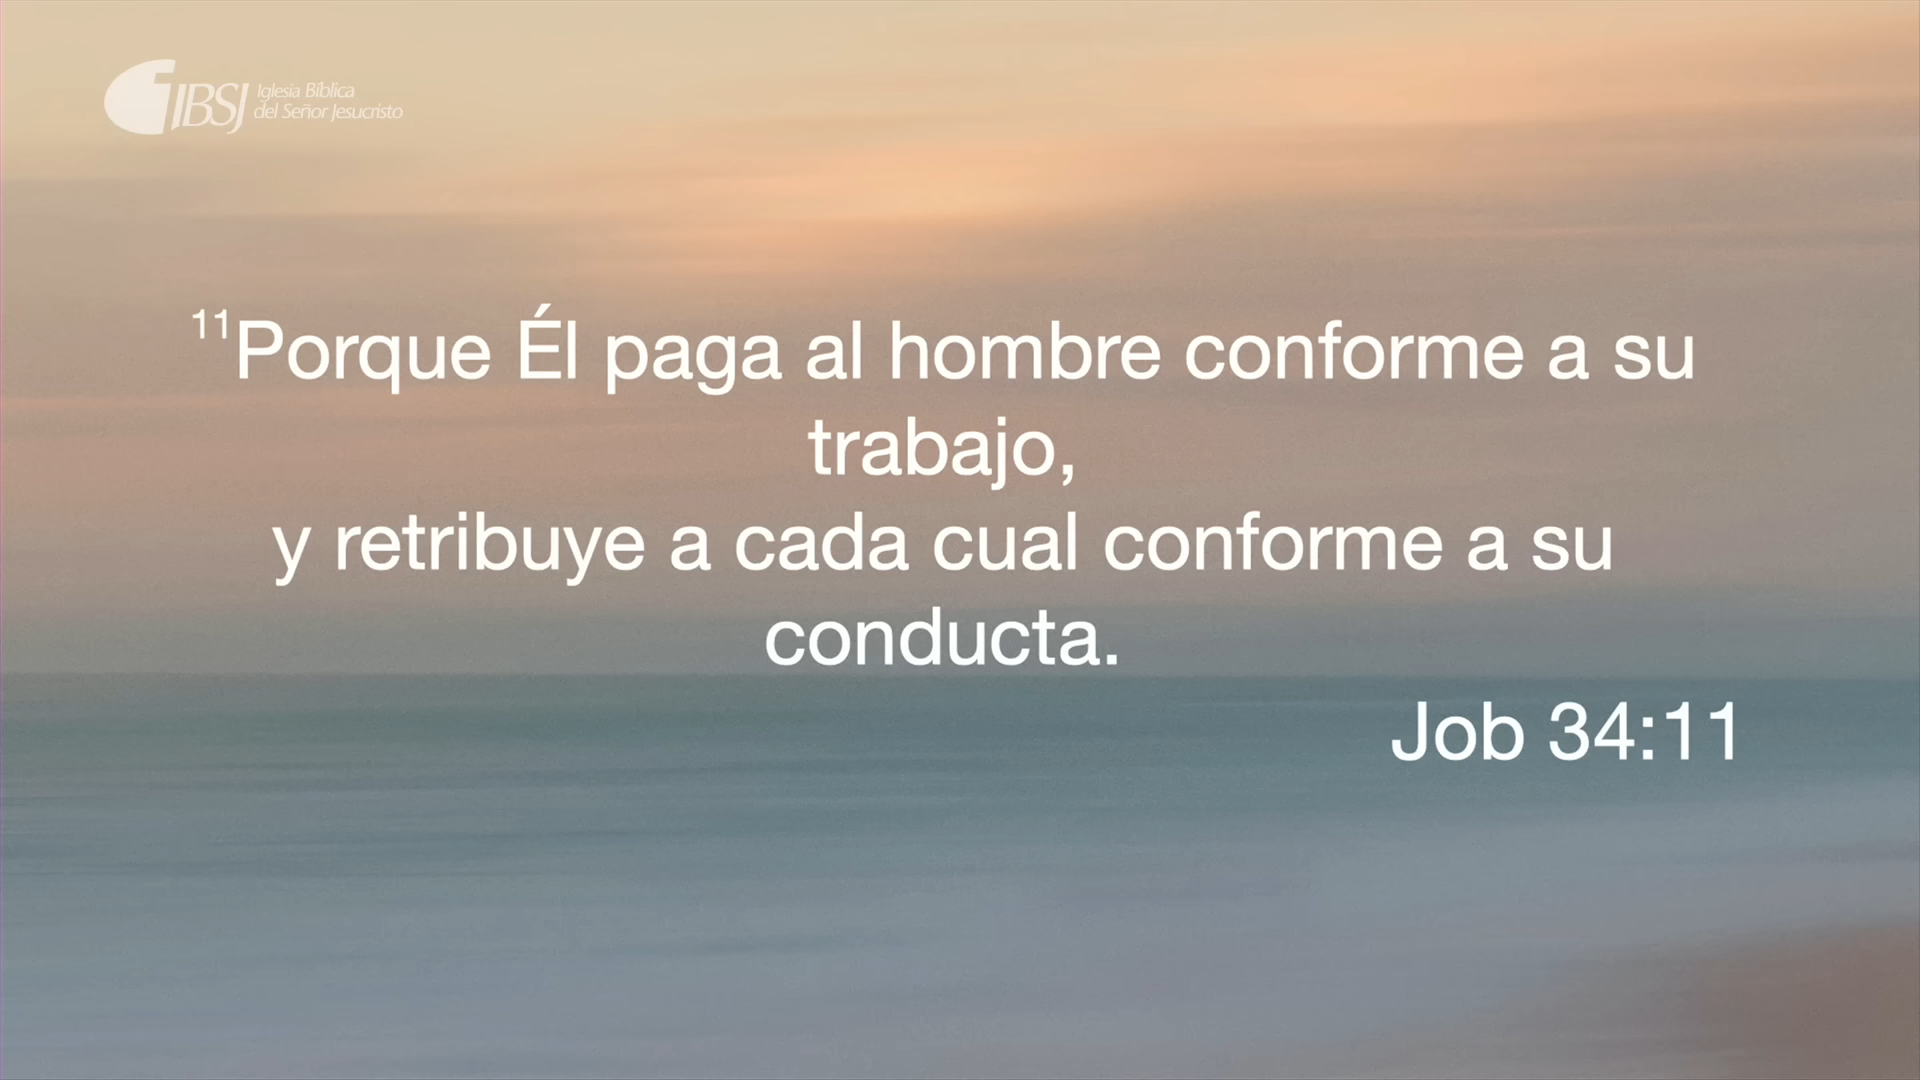 IBSJ
Iglesia Bíblica
del Señor Jesucristo
11Porque Él paga al hombre conforme a su
trabajo,
y retribuye a cada cual conforme a su
conducta.
Job 34:11